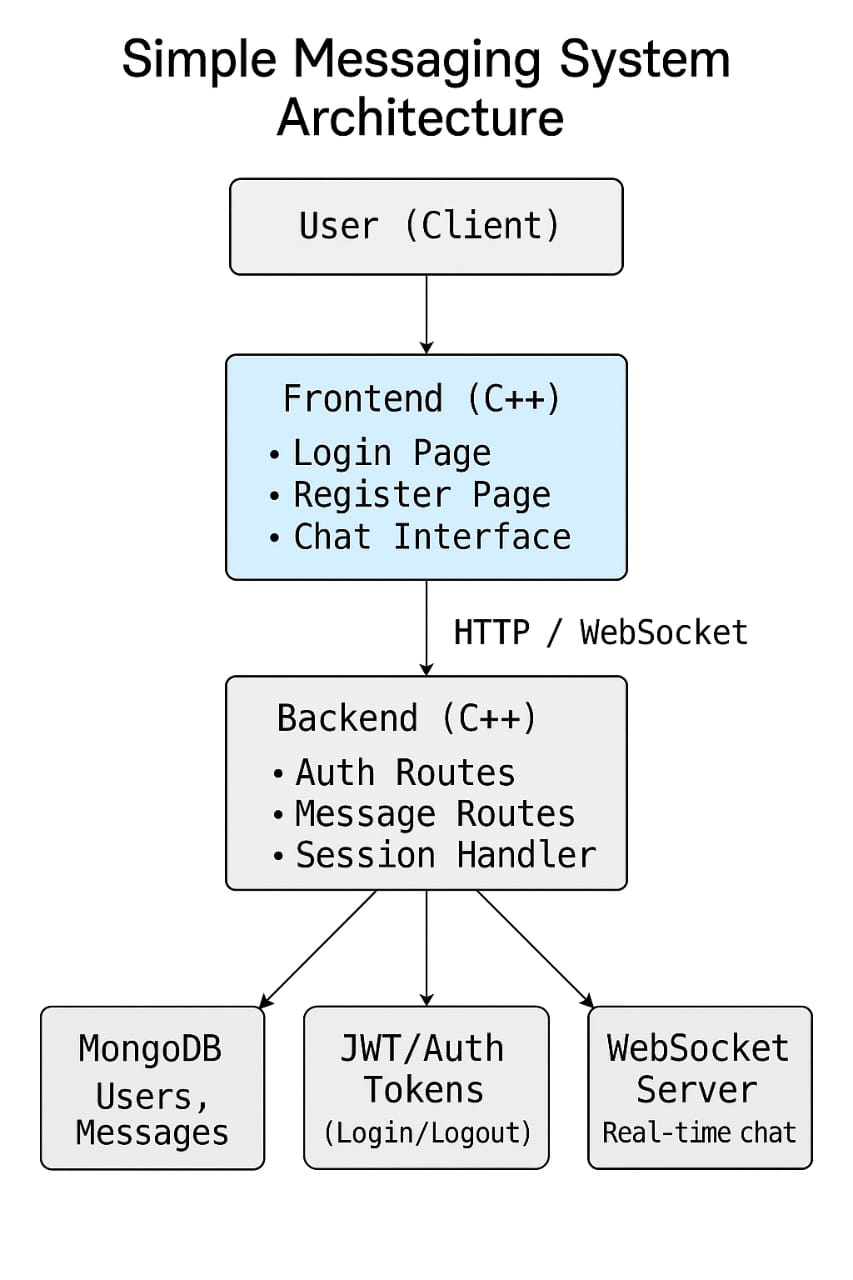 Simple Messaging System
Architecture
User (Client)
Frontend (C++)
• Login Page
• Register Page
• Chat Interface
HTTP / WebSocket
Backend (C++)
• Auth Routes
• Message Routes
• Session Handler
MongoDB
Users,
Messages
JWT/Auth
Tokens
(Login/Logout)
WebSocket
Server
Real-time chat